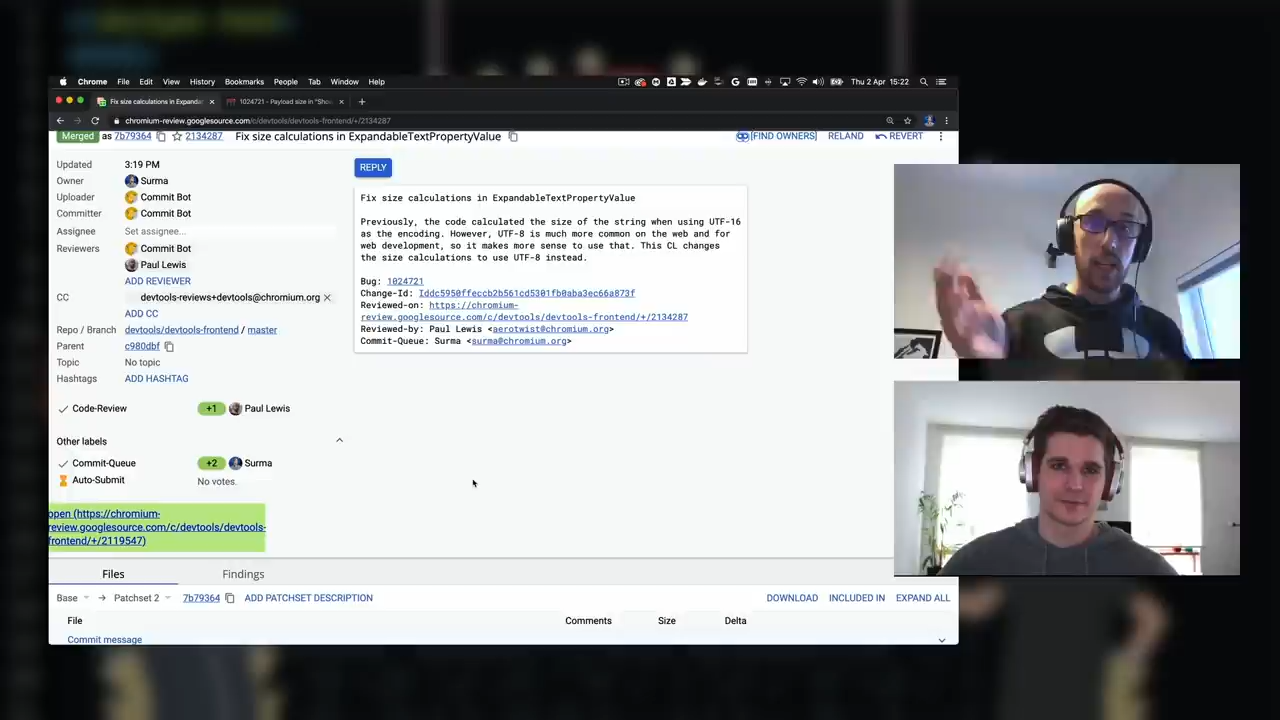 Chrome File Edit View History Bookmarks People Tab Window Help
Thu 2 Apr 15:22
Fix size calculations in Expanda
1024721 - Payload size in "Sho
chromium-review.googlesource.com/c/devtools/devtools-frontend/+/2134287
Merged as 7b79364 2134287 Fix size calculations in ExpandableTextPropertyValue
[FIND OWNERS] RELAND REVERT
Updated 3:19 PM
Owner Surma
Uploader Commit Bot
Committer Commit Bot
Assignee Set assignee...
Reviewers Commit Bot
Paul Lewis
ADD REVIEWER
CC devtools-reviews+devtools@chromium.org
ADD CC
Repo / Branch devtools/devtools-frontend / master
Parent c980dbf
Topic No topic
Hashtags ADD HASHTAG
REPLY
Fix size calculations in ExpandableTextPropertyValue
Previously, the code calculated the size of the string when using UTF-16
as the encoding. However, UTF-8 is much more common on the web and for
web development, so it makes more sense to use that. This CL changes
the size calculations to use UTF-8 instead.
Bug: 1024721
Change-Id: Iddc5950ffeccb2b561cd5301fb0aba3ec66a873f
Reviewed-on: https://chromium-
review.googlesource.com/c/devtools/devtools-frontend/+/2134287
Reviewed-by: Paul Lewis <aerotwist@chromium.org>
Commit-Queue: Surma <surma@chromium.org>
Code-Review +1 Paul Lewis
Other labels
Commit-Queue +2 Surma
Auto-Submit No votes.
open (https://chromium-
review.googlesource.com/c/devtools/devtools-
frontend/+/2119547)
Files Findings
Base → Patchset 2 7b79364 ADD PATCHSET DESCRIPTION
DOWNLOAD INCLUDED IN EXPAND ALL
File Comments Size Delta
Commit message